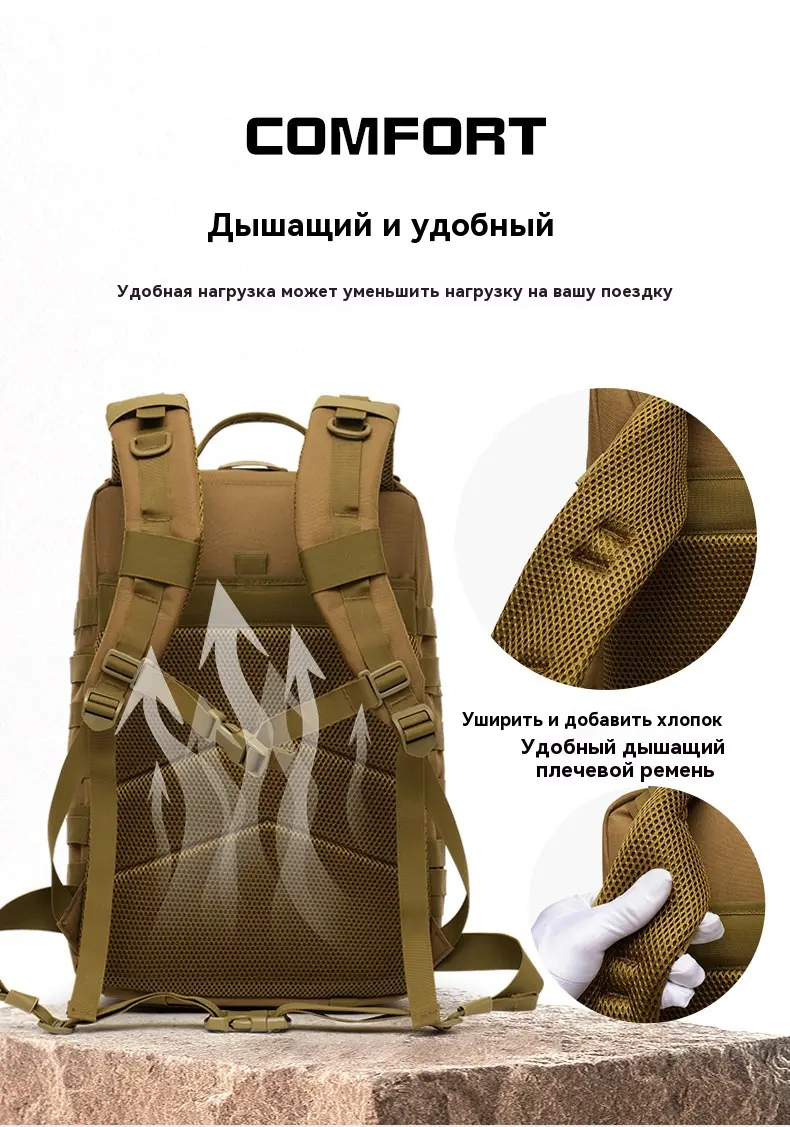 COMFORT
Дышащий и удобный
Удобная нагрузка может уменьшить нагрузку на вашу поездку
Уширить и добавить хлопок
Удобный дышащий
плечевой ремень